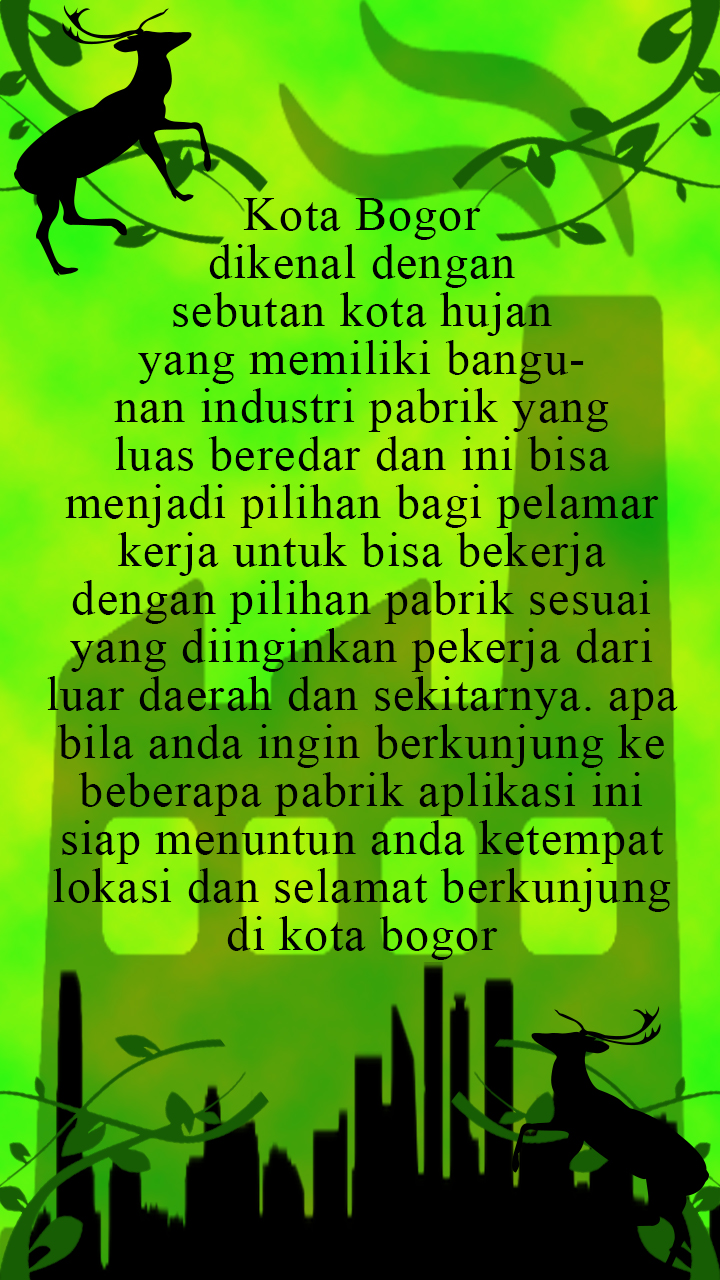 Kota Bogor
dikenal dengan
sebutan kota hujan
yang memiliki bangu-
nan industri pabrik yang
luas beredar dan ini bisa
menjadi pilihan bagi pelamar
kerja untuk bisa bekerja
dengan pilihan pabrik sesuai
yang diinginkan pekerja dari
luar daerah dan sekitarnya. apa
bila anda ingin berkunjung ke
beberapa pabrik aplikasi ini
siap menuntun anda ketempat
lokasi dan selamat berkunjung
di kota bogor